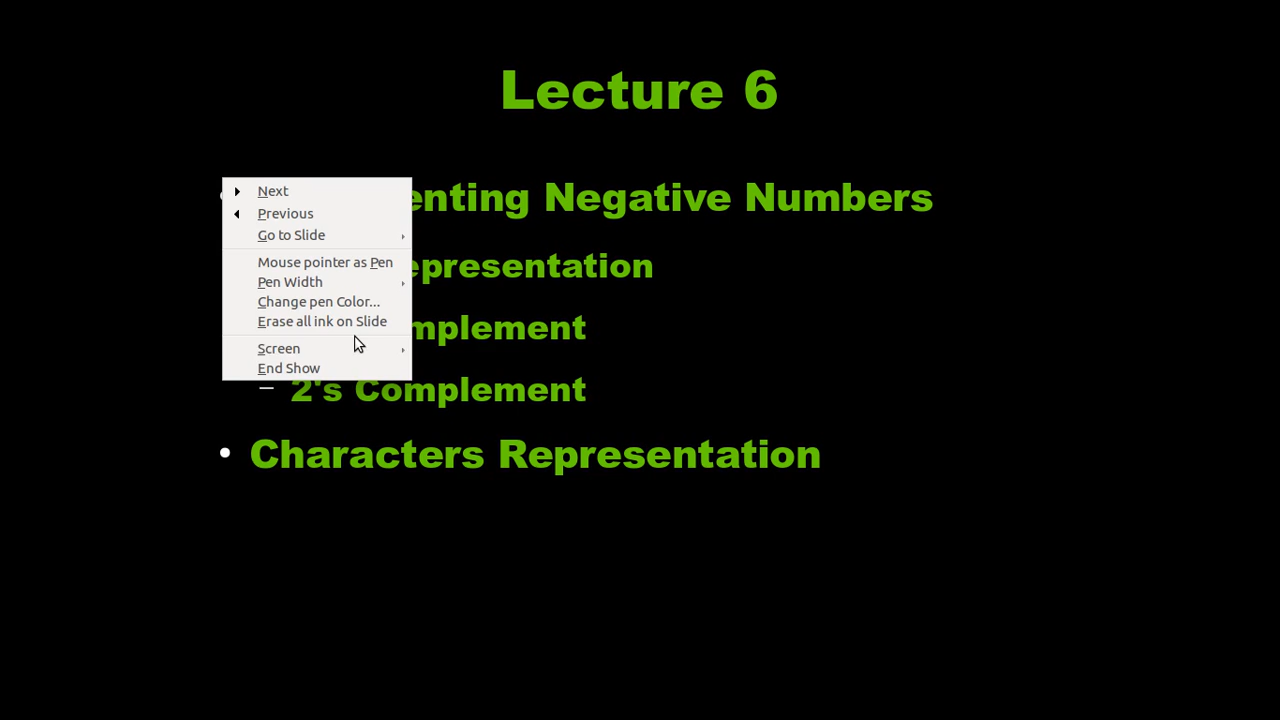 Lecture 6
Next
enting Negative Numbers
Previous
Go to Slide
Mouse pointer as Pen
epresentation
Pen Width
Change pen Color...
Erase all ink on Slide
mplement
Screen
End Show
2's Complement
Characters Representation